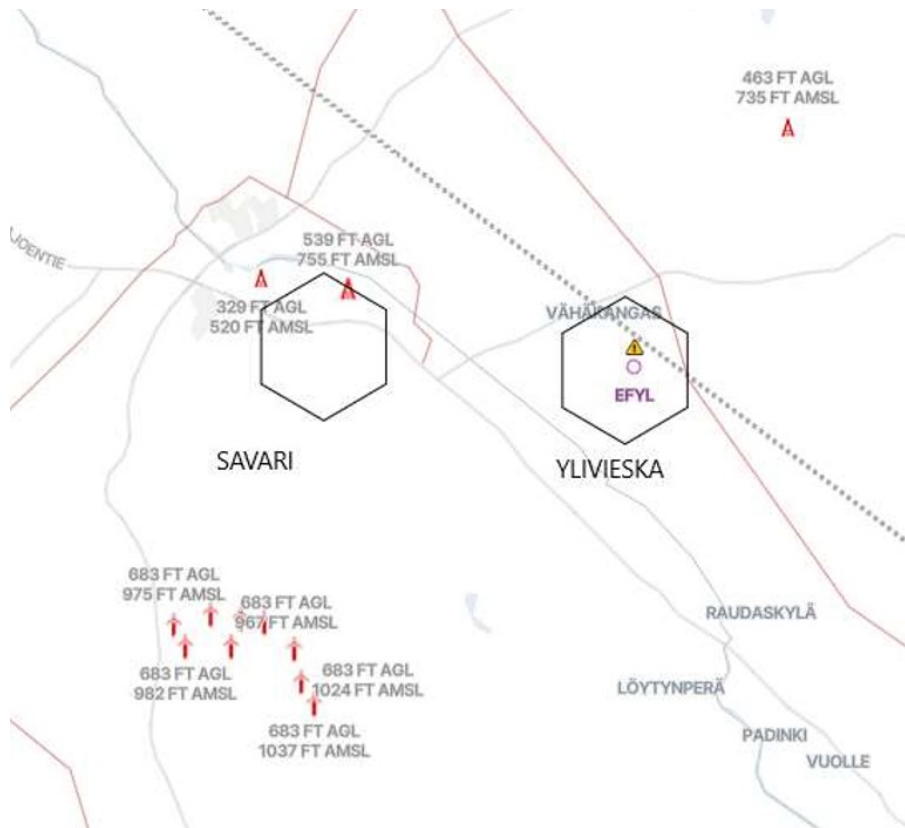 463 FT AGL
735 FT AMSL
JOENTIE
539 FT AGL
755 FT AMSL
329 FT AGL
520 FT AMSL
VÄHÄKANGAS
EFYL
SAVARI
YLIVIESKA
683 FT AGL
975 FT AMSL
683 FT AGL
967 FT AMSL
683 FT AGL
982 FT AMSL
683 FT AGL
1024 FT AMSL
683 FT AGL
1037 FT AMSL
RAUDASKYLÄ
LÖYTYNPERÄ
PADINKI
VUOLLE